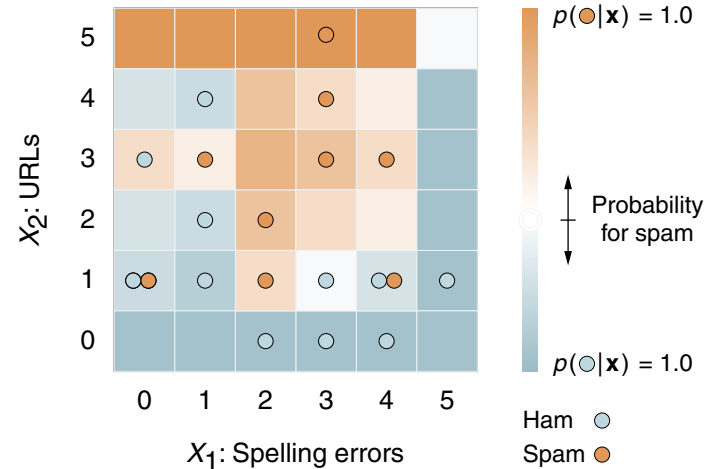 5
4
3
2
1
0
X2: URLs
0 1 2 3 4 5
X1: Spelling errors
p(|x) = 1.0
Probability
for spam
p(|x) = 1.0
Ham
Spam